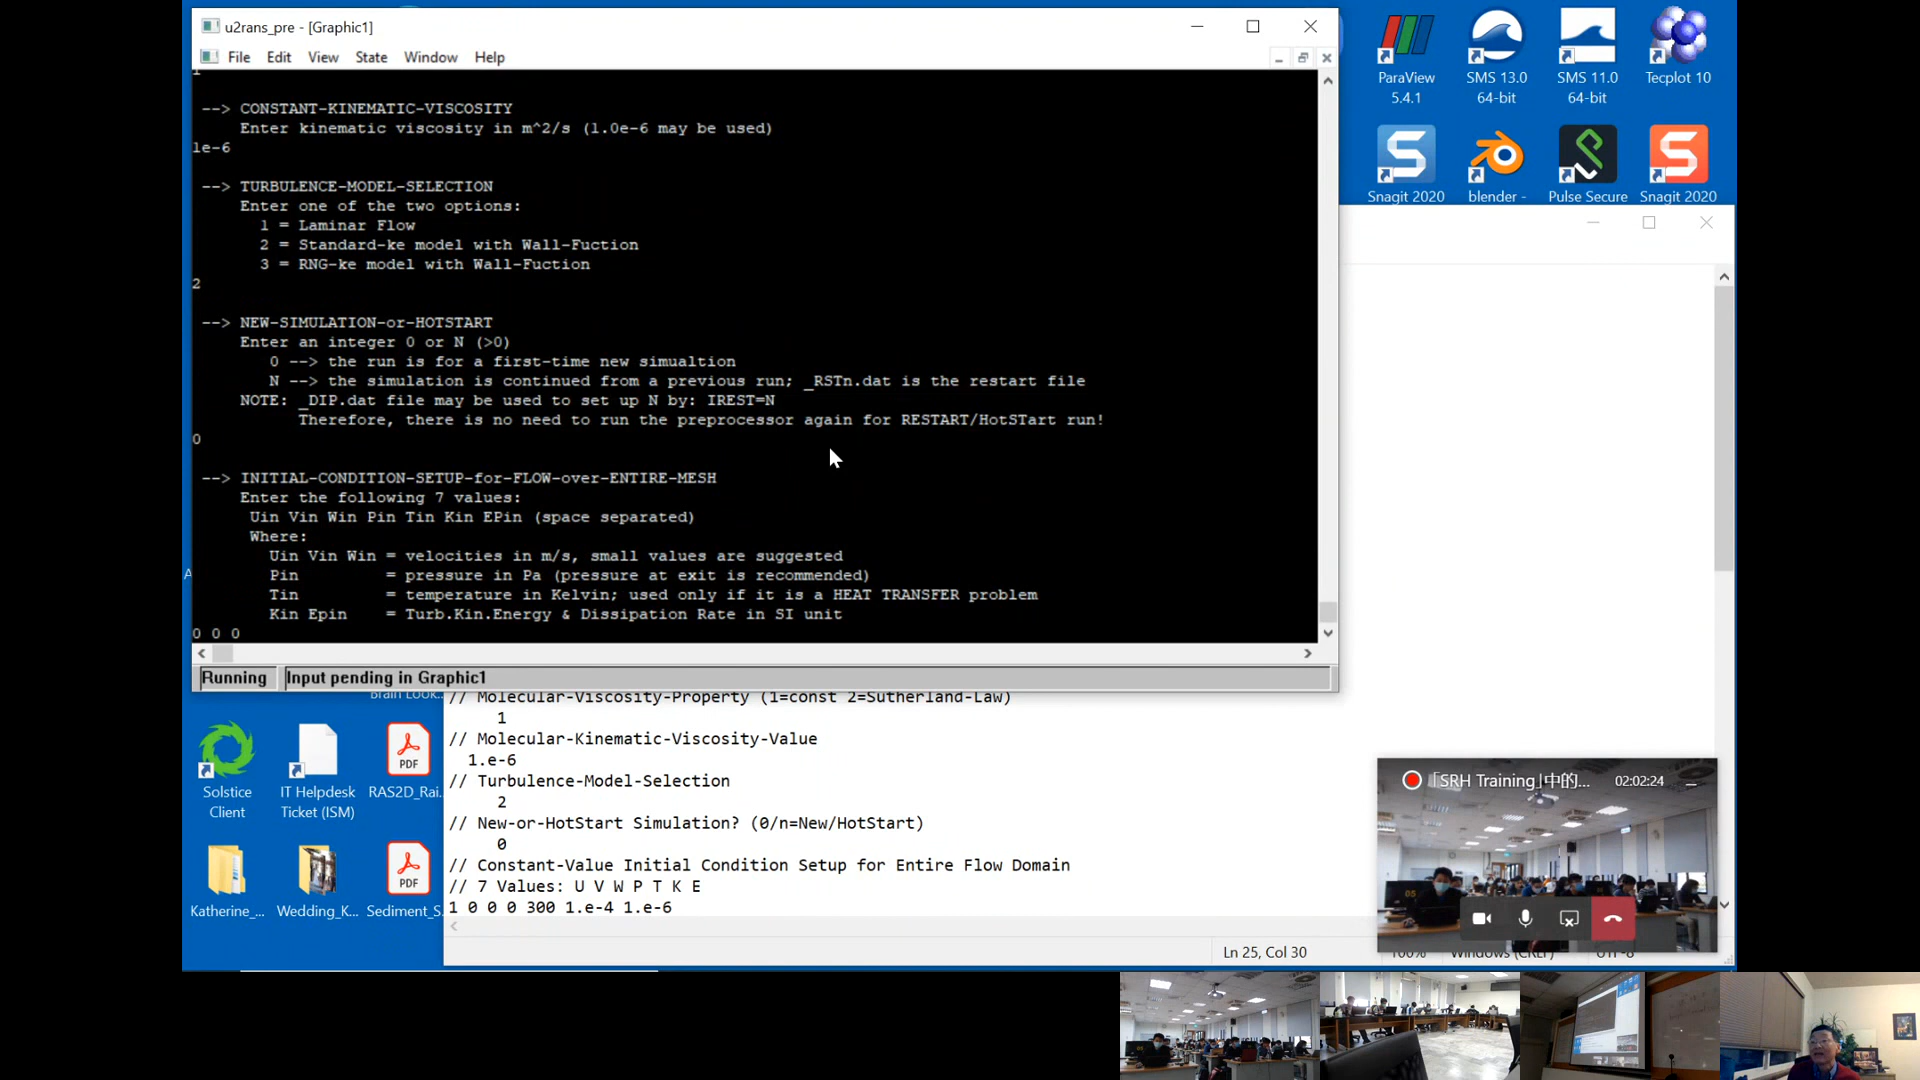 u2rans_pre - [Graphic1]
File Edit View State Window Help
--> CONSTANT-KINEMATIC-VISCOSITY
Enter kinematic viscosity in m^2/s (1.0e-6 may be used)
1e-6
--> TURBULENCE-MODEL-SELECTION
Enter one of the two options:
1 = Laminar Flow
2 = Standard-ke model with Wall-Fuction
3 = RNG-ke model with Wall-Fuction
2
--> NEW-SIMULATION-or-HOTSTART
Enter an integer 0 or N (>0)
0 --> the run is for a first-time new simualtion
N --> the simulation is continued from a previous run; _RSTn.dat is the restart file
NOTE: _DIP.dat file may be used to set up N by: IREST=N
Therefore, there is no need to run the preprocessor again for RESTART/HotSTart run!
0
--> INITIAL-CONDITION-SETUP-for-FLOW-over-ENTIRE-MESH
Enter the following 7 values:
Uin Vin Win Pin Tin Kin EPin (space separated)
Where:
Uin Vin Win = velocities in m/s, small values are suggested
Pin = pressure in Pa (pressure at exit is recommended)
Tin = temperature in Kelvin; used only if it is a HEAT TRANSFER problem
Kin Epin = Turb.Kin.Energy & Dissipation Rate in SI unit
0 0 0
Running Input pending in Graphic1
ParaView 5.4.1
SMS 13.0 64-bit
SMS 11.0 64-bit
Tecplot 10
Snagit 2020
blender -
Pulse Secure
Snagit 2020
// Molecular-Viscosity-Property (1=const 2=Sutherland-Law)
1
// Molecular-Kinematic-Viscosity-Value
1.e-6
// Turbulence-Model-Selection
2
// New-or-HotStart Simulation? (0/n=New/HotStart)
0
// Constant-Value Initial Condition Setup for Entire Flow Domain
// 7 Values: U V W P T K E
1 0 0 0 300 1.e-4 1.e-6
Ln 25, Col 30
100%
Windows (CRLF)
UTF-8
Solstice Client
IT Helpdesk Ticket (ISM)
PDF
RAS2D_Rai...
Katherine_...
Wedding_K...
PDF
Sediment_S...
「SRH Training」中的... 02:02:24
05